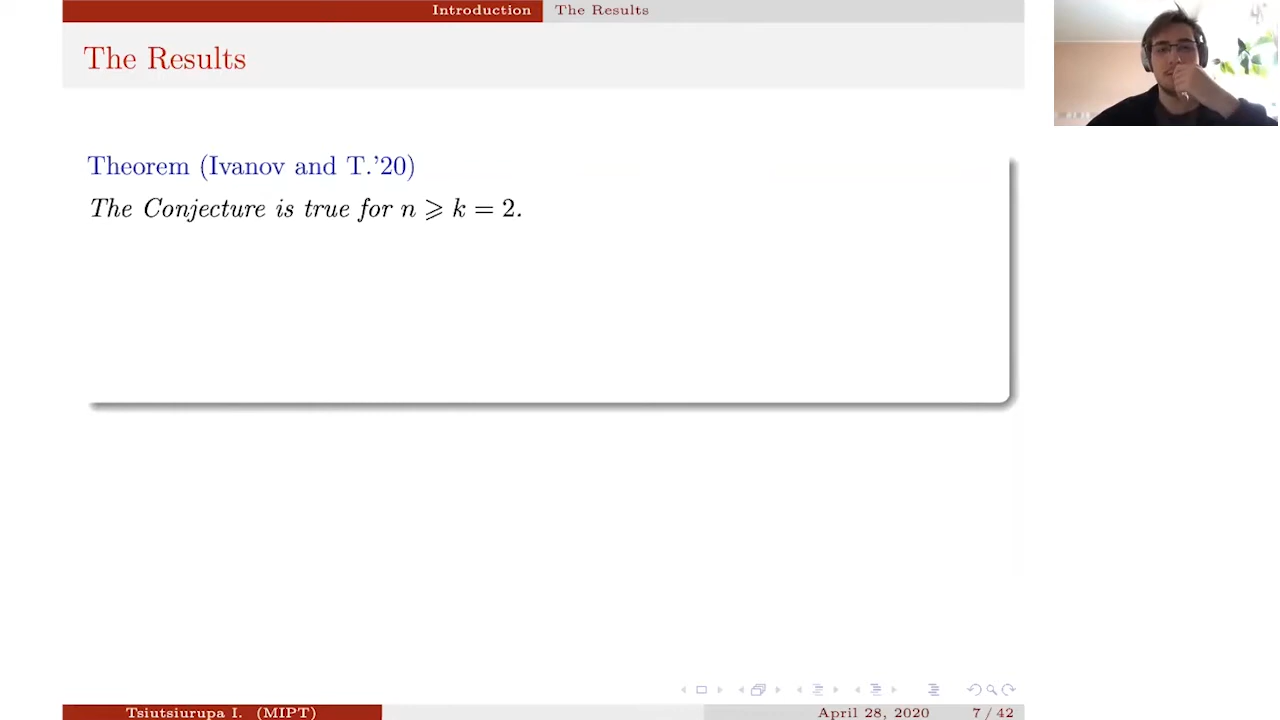 Introduction The Results
The Results
Theorem (Ivanov and T.'20)
The Conjecture is true for n ⩾ k = 2.
Tsiutsiurupa I. (MIPT) April 28, 2020 7 / 42